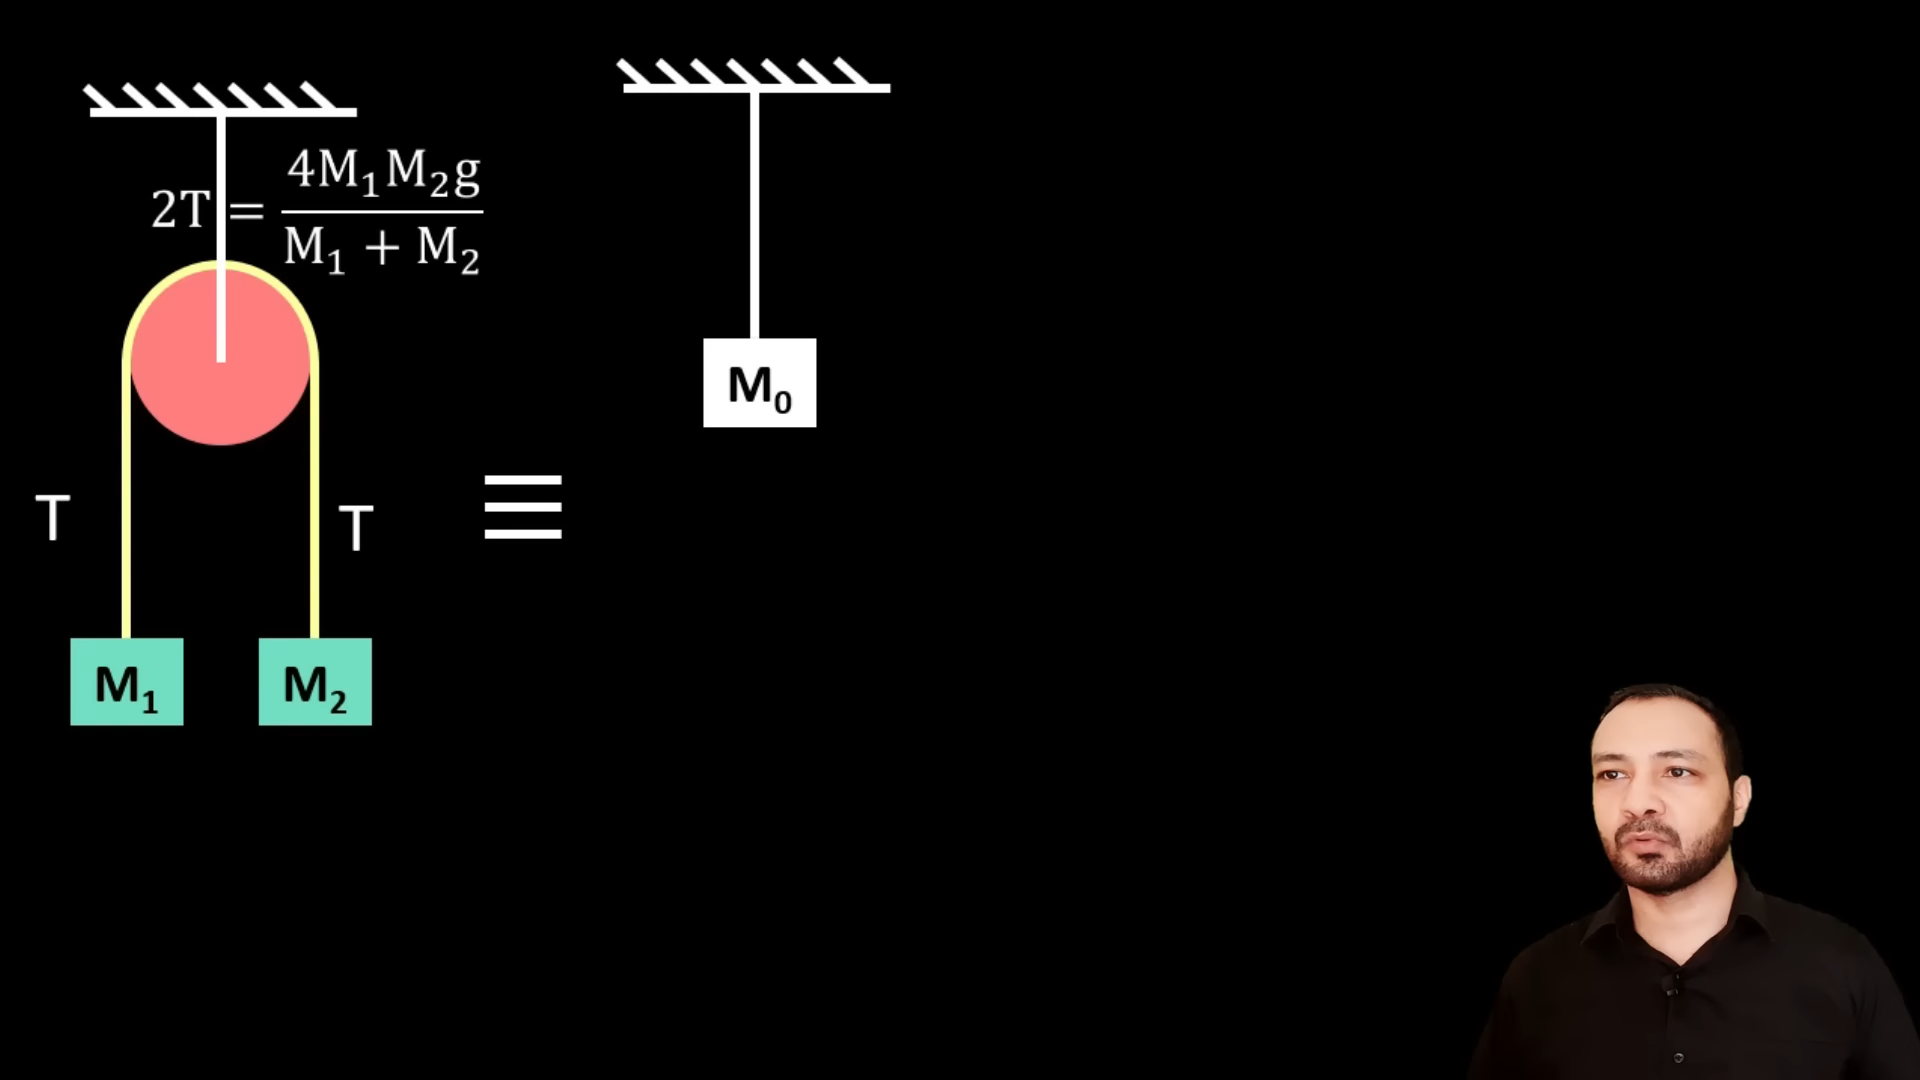 2T = 4M₁M₂g / M₁ + M₂
M₀
T
T
M₁
M₂